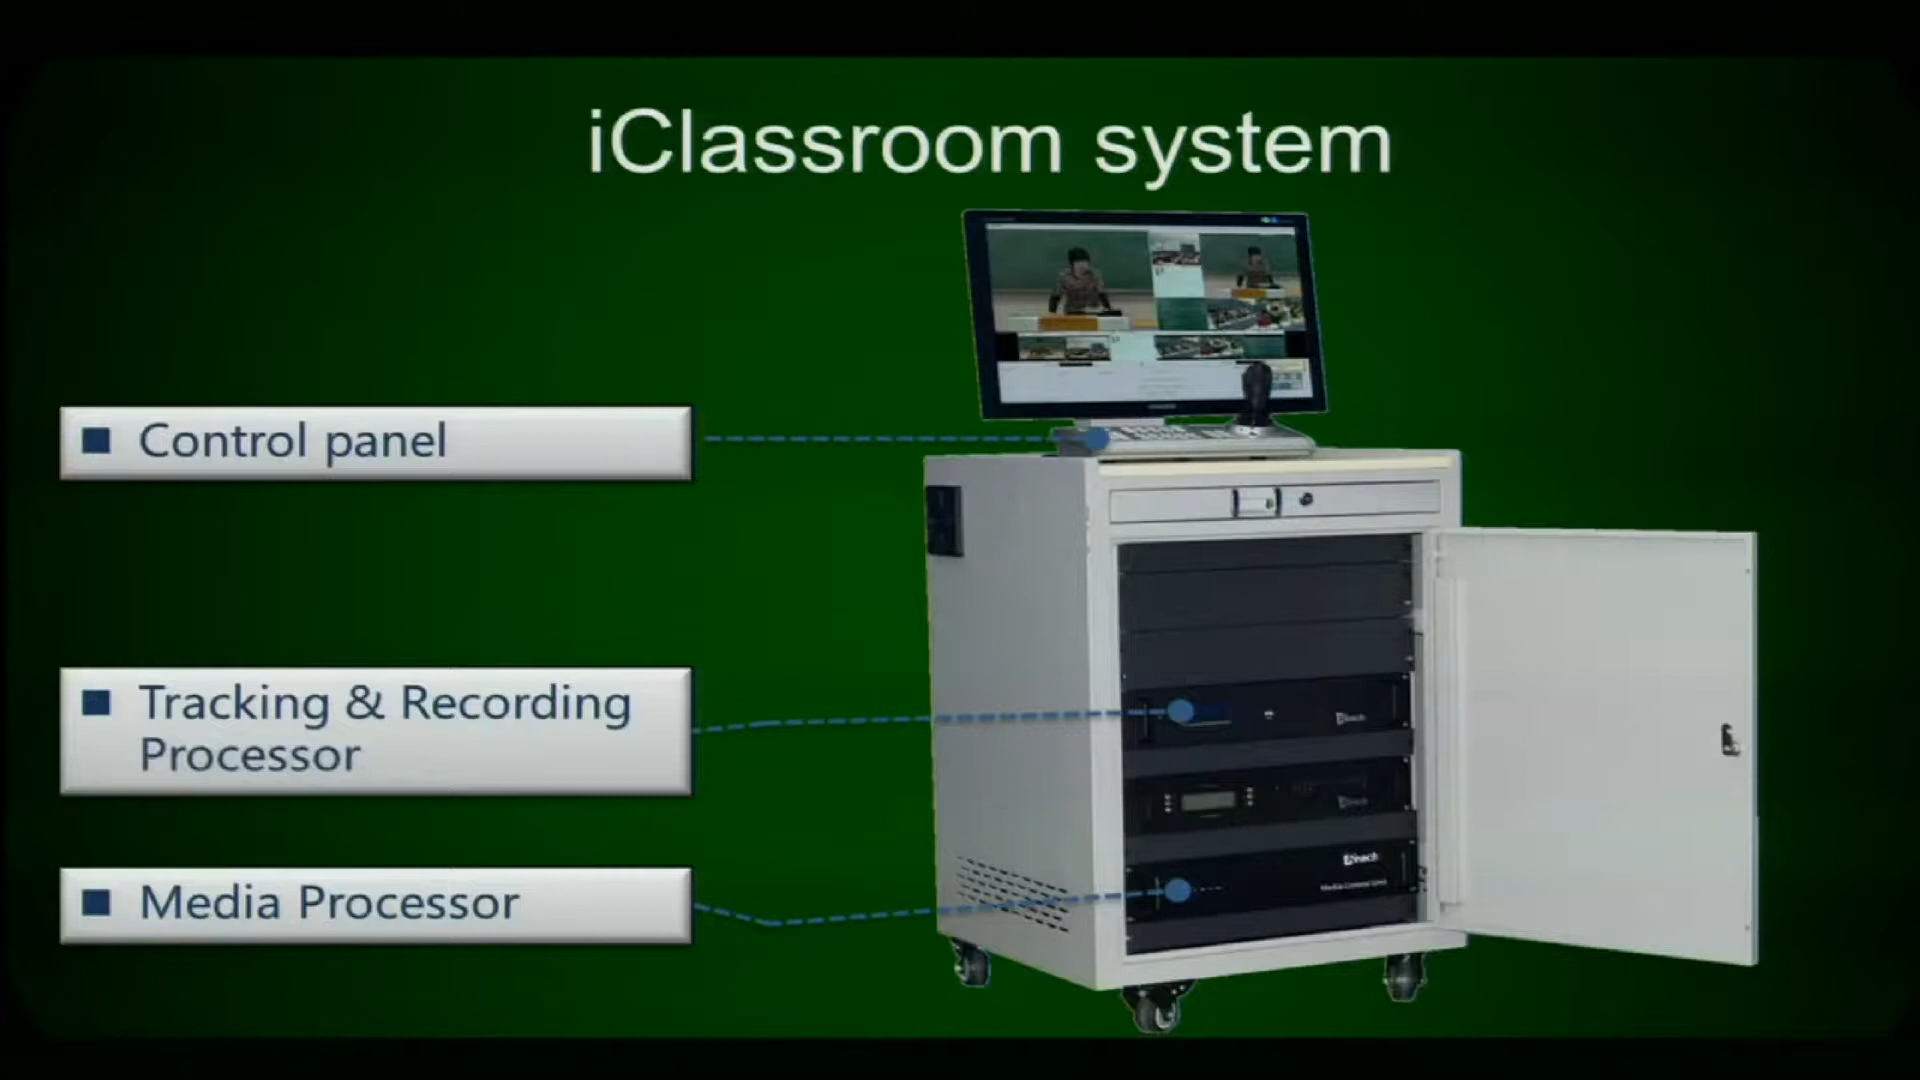 iClassroom system
Control panel
Tracking & Recording
Processor
Media Processor